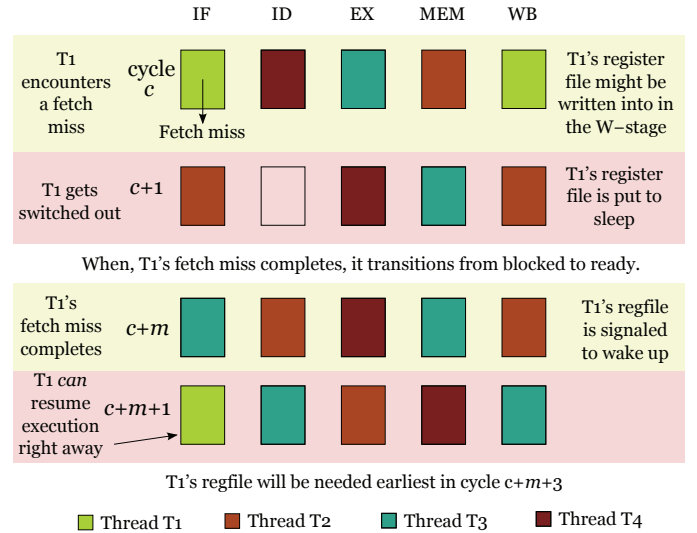 IF ID EX MEM WB
T1
encounters
a fetch
miss
cycle
c
Fetch miss
T1's register
file might be
written into in
the W−stage
T1 gets
switched out
c+1
T1's register
file is put to
sleep
When, T1's fetch miss completes, it transitions from blocked to ready.
T1's
fetch miss
completes
c+m
T1's regfile
is signaled
to wake up
T1 can
resume
execution
right away
c+m+1
T1's regfile will be needed earliest in cycle c+m+3
Thread T1 Thread T2 Thread T3 Thread T4